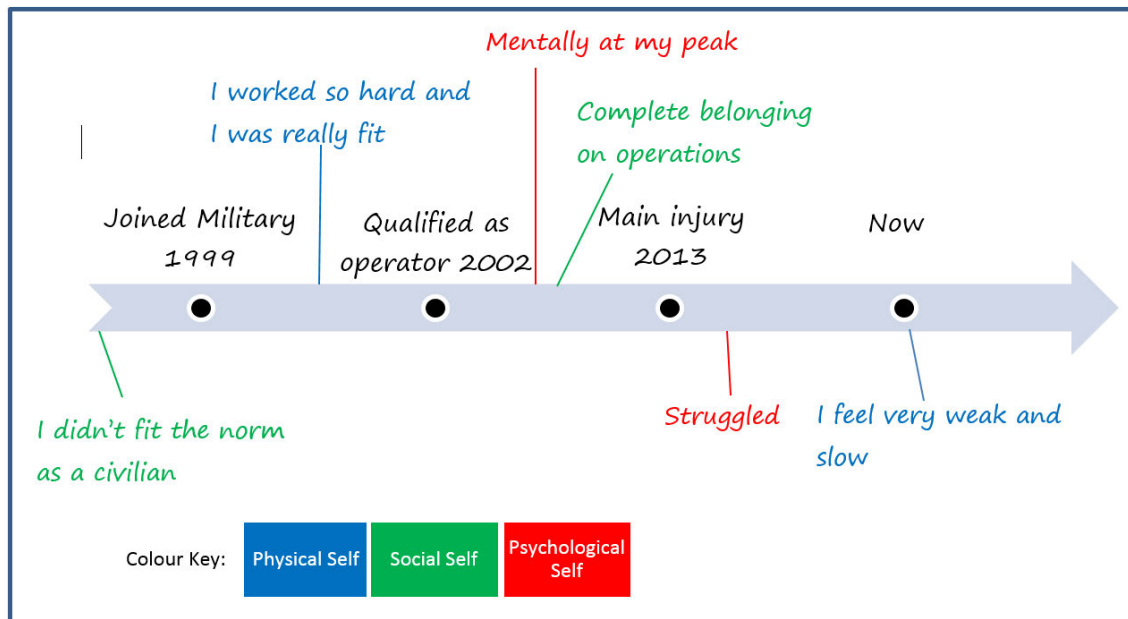 Mentally at my peak
I worked so hard and
I was really fit
Complete belonging
on operations
Joined Military
1999
Qualified as
operator 2002
Main injury
2013
Now
I didn't fit the norm
as a civilian
Struggled
I feel very weak and
slow
Colour Key:
Physical Self
Social Self
Psychological
Self